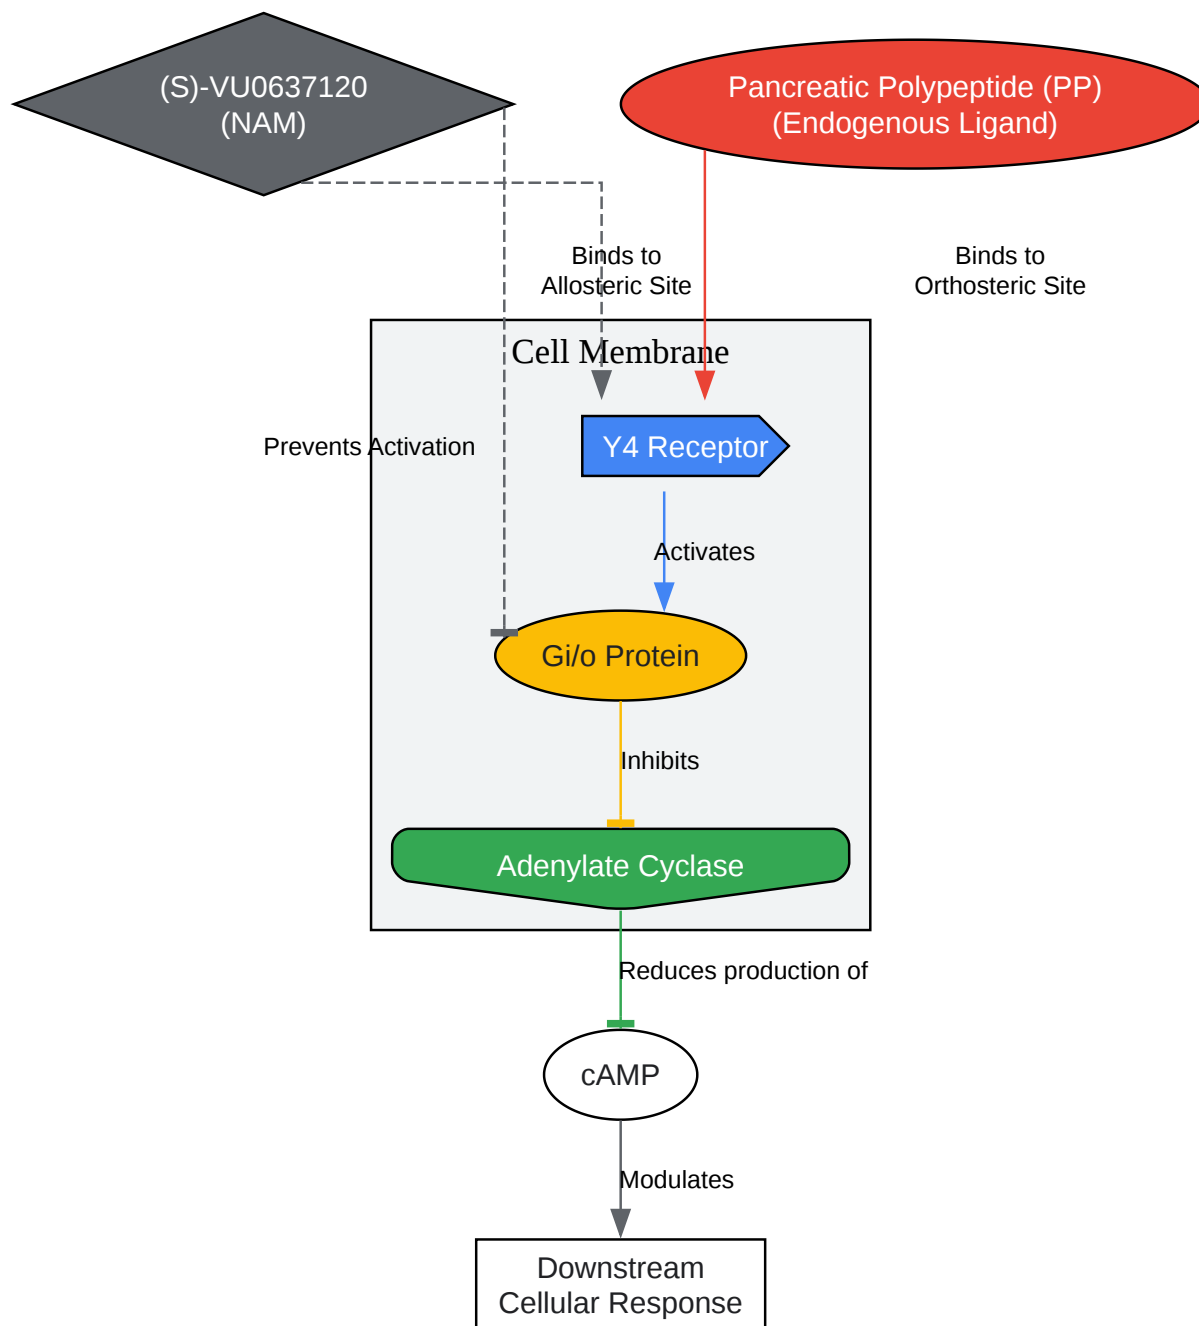 (S)-VU0637120
(NAM)
Pancreatic Polypeptide (PP)
(Endogenous Ligand)
Binds to
Allosteric Site
Binds to
Orthosteric Site
Cell Membrane
Prevents Activation
Y4 Receptor
Activates
Gi/o Protein
Inhibits
Adenylate Cyclase
Reduces production of
cAMP
Modulates
Downstream
Cellular Response